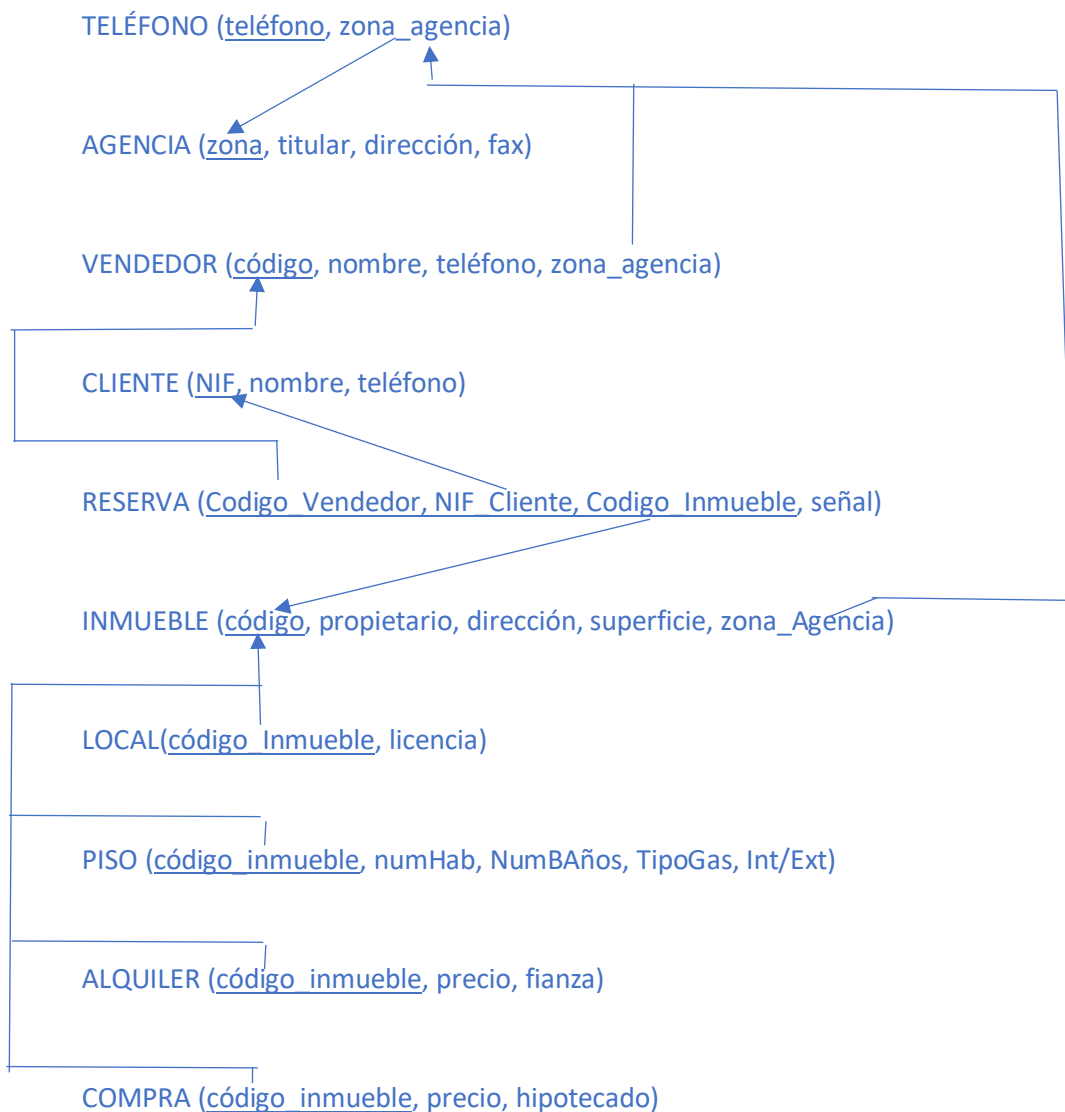 TELÉFONO (teléfono, zona_agencia)
AGENCIA (zona, titular, dirección, fax)
VENDEDOR (código, nombre, teléfono, zona_agencia)
CLIENTE (NIF, nombre, teléfono)
RESERVA (Codigo_Vendedor, NIF_Cliente, Codigo_Inmueble, señal)
INMUEBLE (código, propietario, dirección, superficie, zona_Agencia)
LOCAL(código_Inmueble, licencia)
PISO (código_inmueble, numHab, NumBAños, TipoGas, Int/Ext)
ALQUILER (código_inmueble, precio, fianza)
COMPRA (código_inmueble, precio, hipotecado)